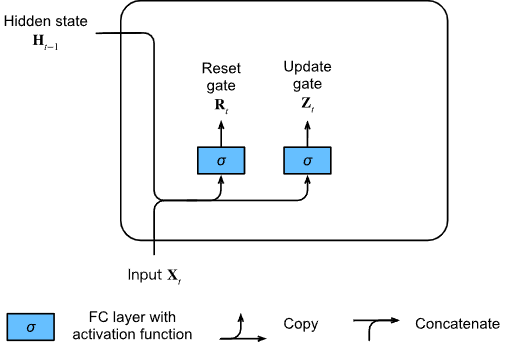 Hidden state
H_{t−1}
Reset
gate
R_t
Update
gate
Z_t
σ
σ
Input X_t
σ
FC layer with
activation function
Copy
Concatenate